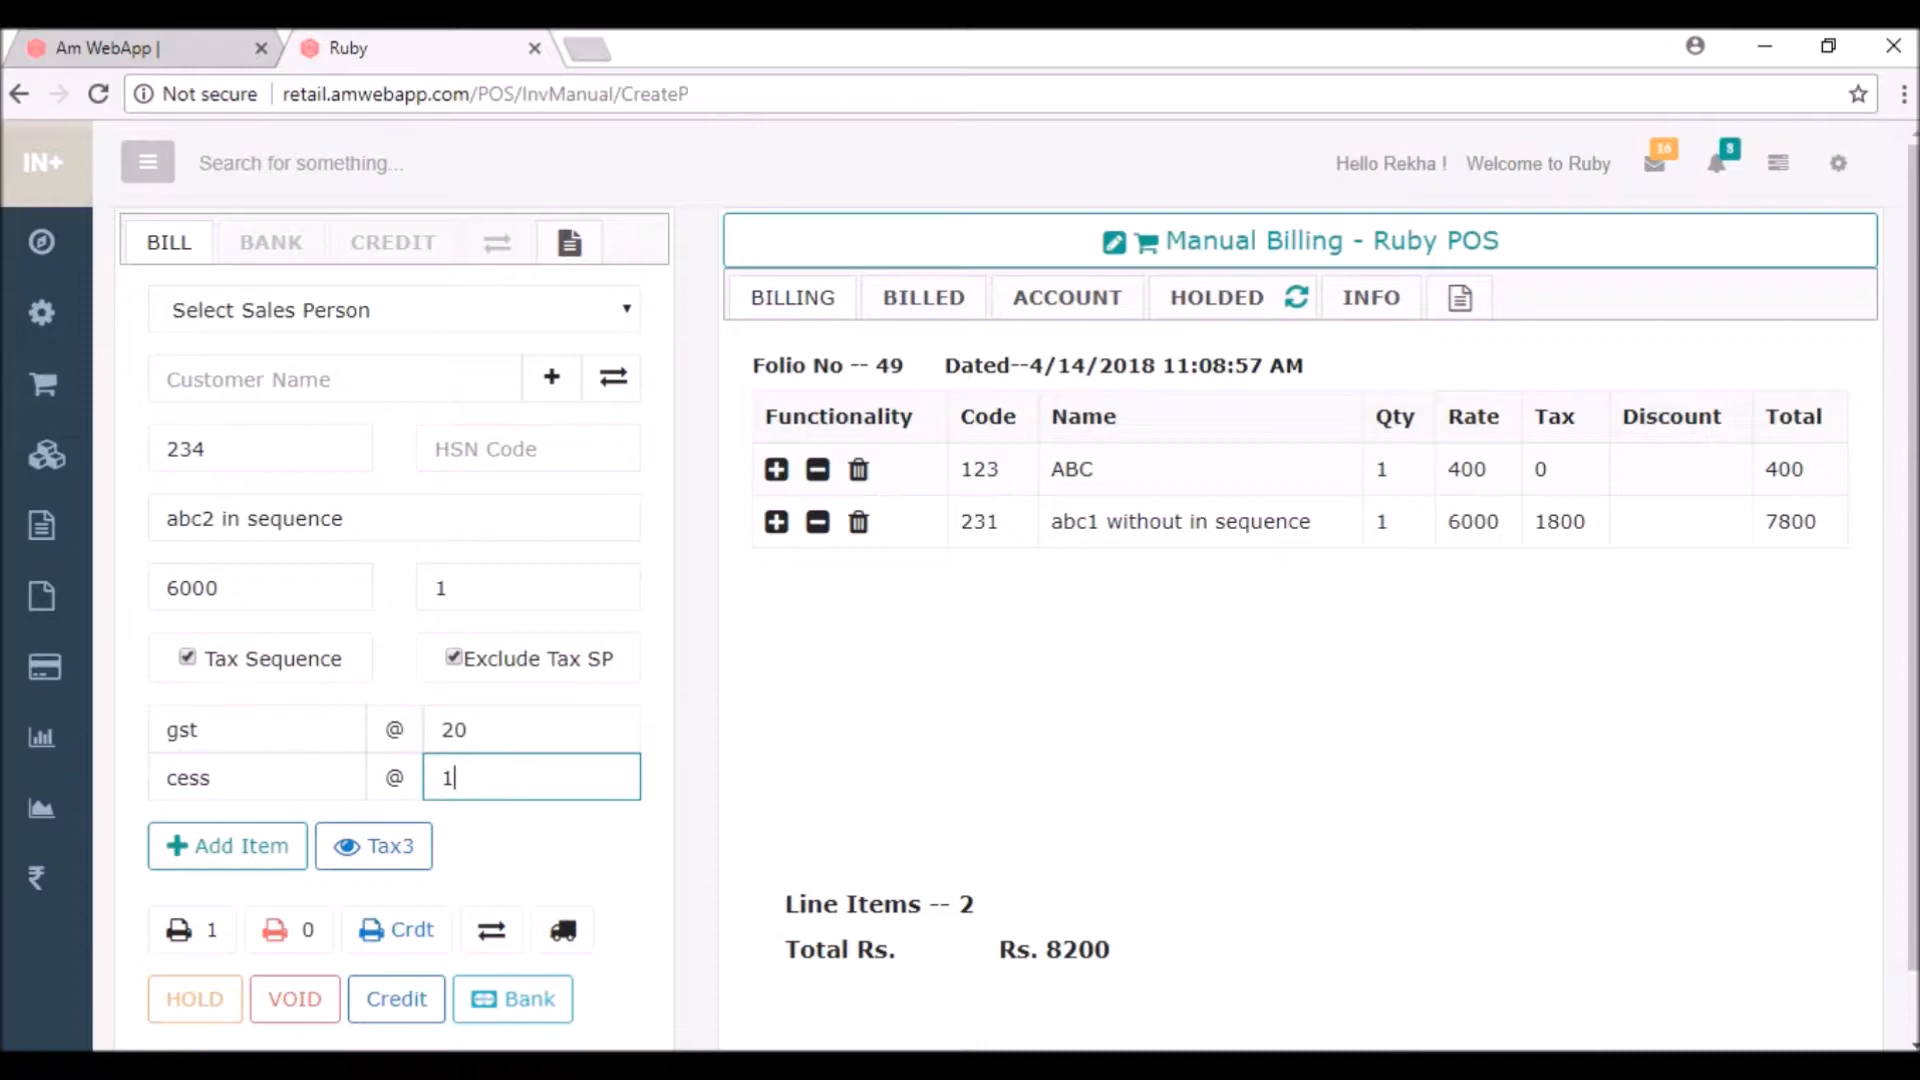 Am WebApp |
Ruby
Not secure
retail.amwebapp.com/POS/InvManual/CreateP
IN+
Search for something...
Hello Rekha !
Welcome to Ruby
16
8
BILL
BANK
CREDIT
Select Sales Person
Customer Name
234
HSN Code
abc2 in sequence
6000
1
Tax Sequence
Exclude Tax SP
gst @ 20
cess @ 1
Add Item
Tax3
1
0
Crdt
HOLD
VOID
Credit
Bank
Manual Billing - Ruby POS
BILLING
BILLED
ACCOUNT
HOLDED
INFO
Folio No -- 49 Dated--4/14/2018 11:08:57 AM
Functionality Code Name Qty Rate Tax Discount Total
123 ABC 1 400 0 400
231 abc1 without in sequence 1 6000 1800 7800
Line Items -- 2
Total Rs. Rs. 8200